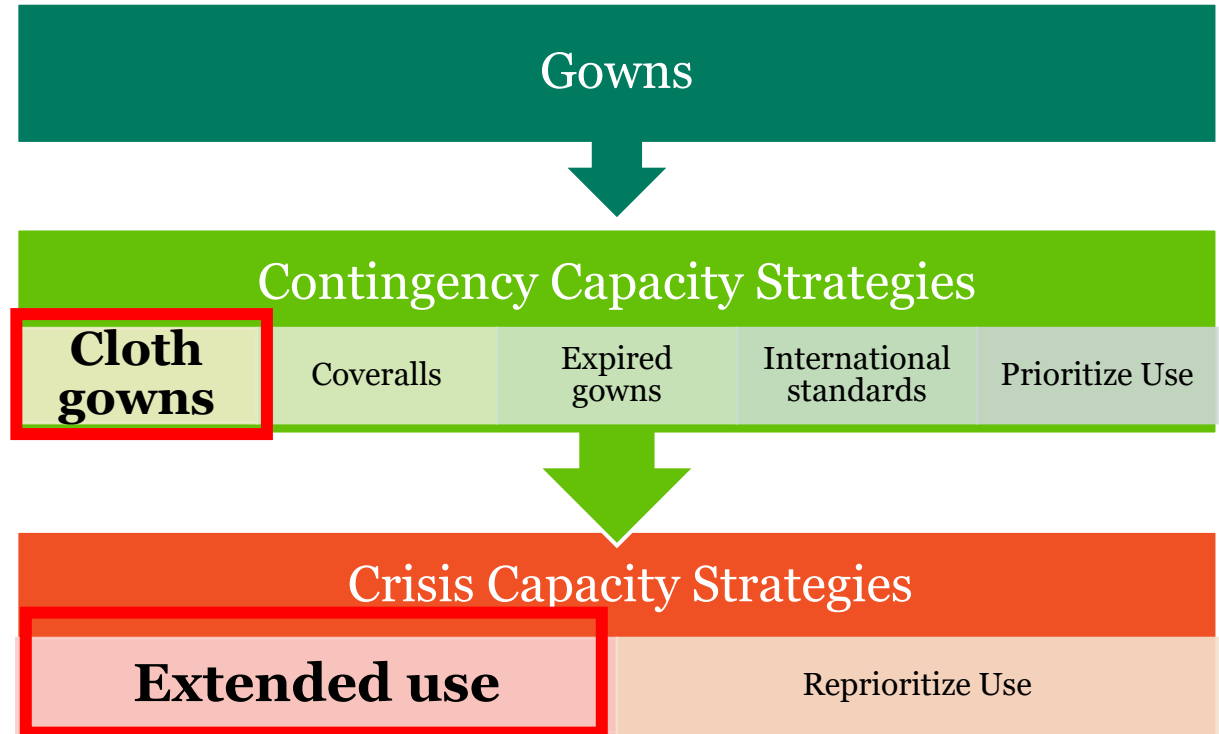 Gowns
Contingency Capacity Strategies
Cloth
gowns
Coveralls
Expired
gowns
International
standards
Prioritize Use
Crisis Capacity Strategies
Extended use
Reprioritize Use